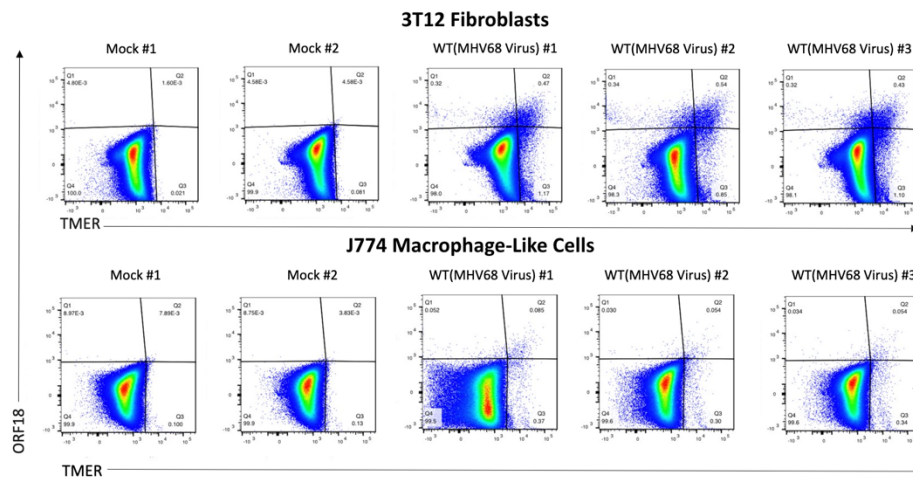 3T12 Fibroblasts
Mock #1
Mock #2
WT(MHV68 Virus) #1
WT(MHV68 Virus) #2
WT(MHV68 Virus) #3
Q1
4.80E-3
Q2
1.60E-3
Q4
100.0
Q3
0.021
Q1
4.58E-3
Q2
4.58E-3
Q4
99.9
Q3
0.081
Q1
0.32
Q2
0.47
Q4
98.0
Q3
1.17
Q1
0.34
Q2
0.54
Q4
98.3
Q3
0.85
Q1
0.32
Q2
0.43
Q4
98.1
Q3
1.10
TMER
J774 Macrophage-Like Cells
Mock #1
Mock #2
WT(MHV68 Virus) #1
WT(MHV68 Virus) #2
WT(MHV68 Virus) #3
Q1
8.97E-3
Q2
7.89E-3
Q4
99.9
Q3
0.100
Q1
8.75E-3
Q2
3.83E-3
Q4
99.9
Q3
0.13
Q1
0.052
Q2
0.085
Q4
99.5
Q3
0.37
Q1
0.030
Q2
0.054
Q4
99.6
Q3
0.30
Q1
0.034
Q2
0.054
Q4
99.6
Q3
0.34
ORF18
TMER